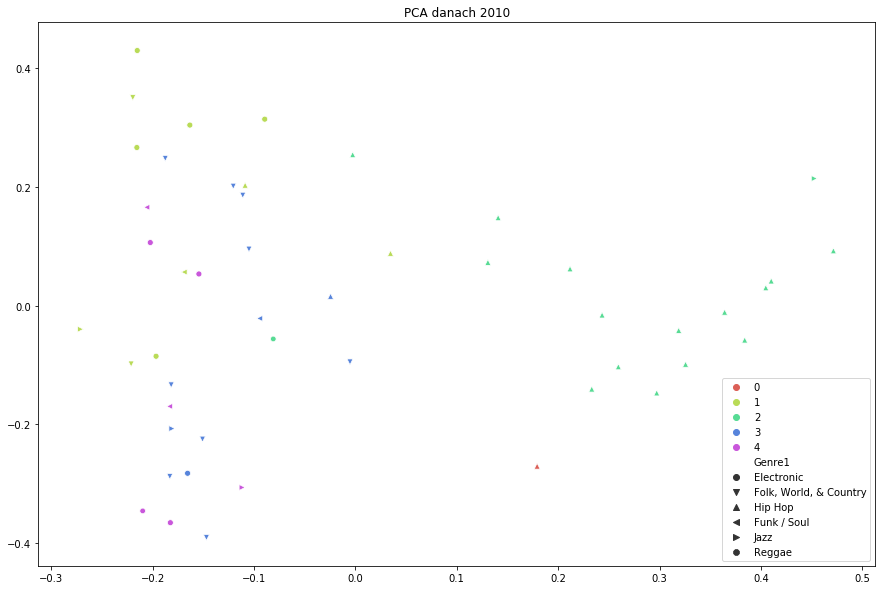 PCA danach 2010
0.4
0.2
0.0
−0.2
−0.4
0
1
2
3
4
Genre1
Electronic
Folk, World, & Country
Hip Hop
Funk / Soul
Jazz
Reggae
−0.3 −0.2 −0.1 0.0 0.1 0.2 0.3 0.4 0.5